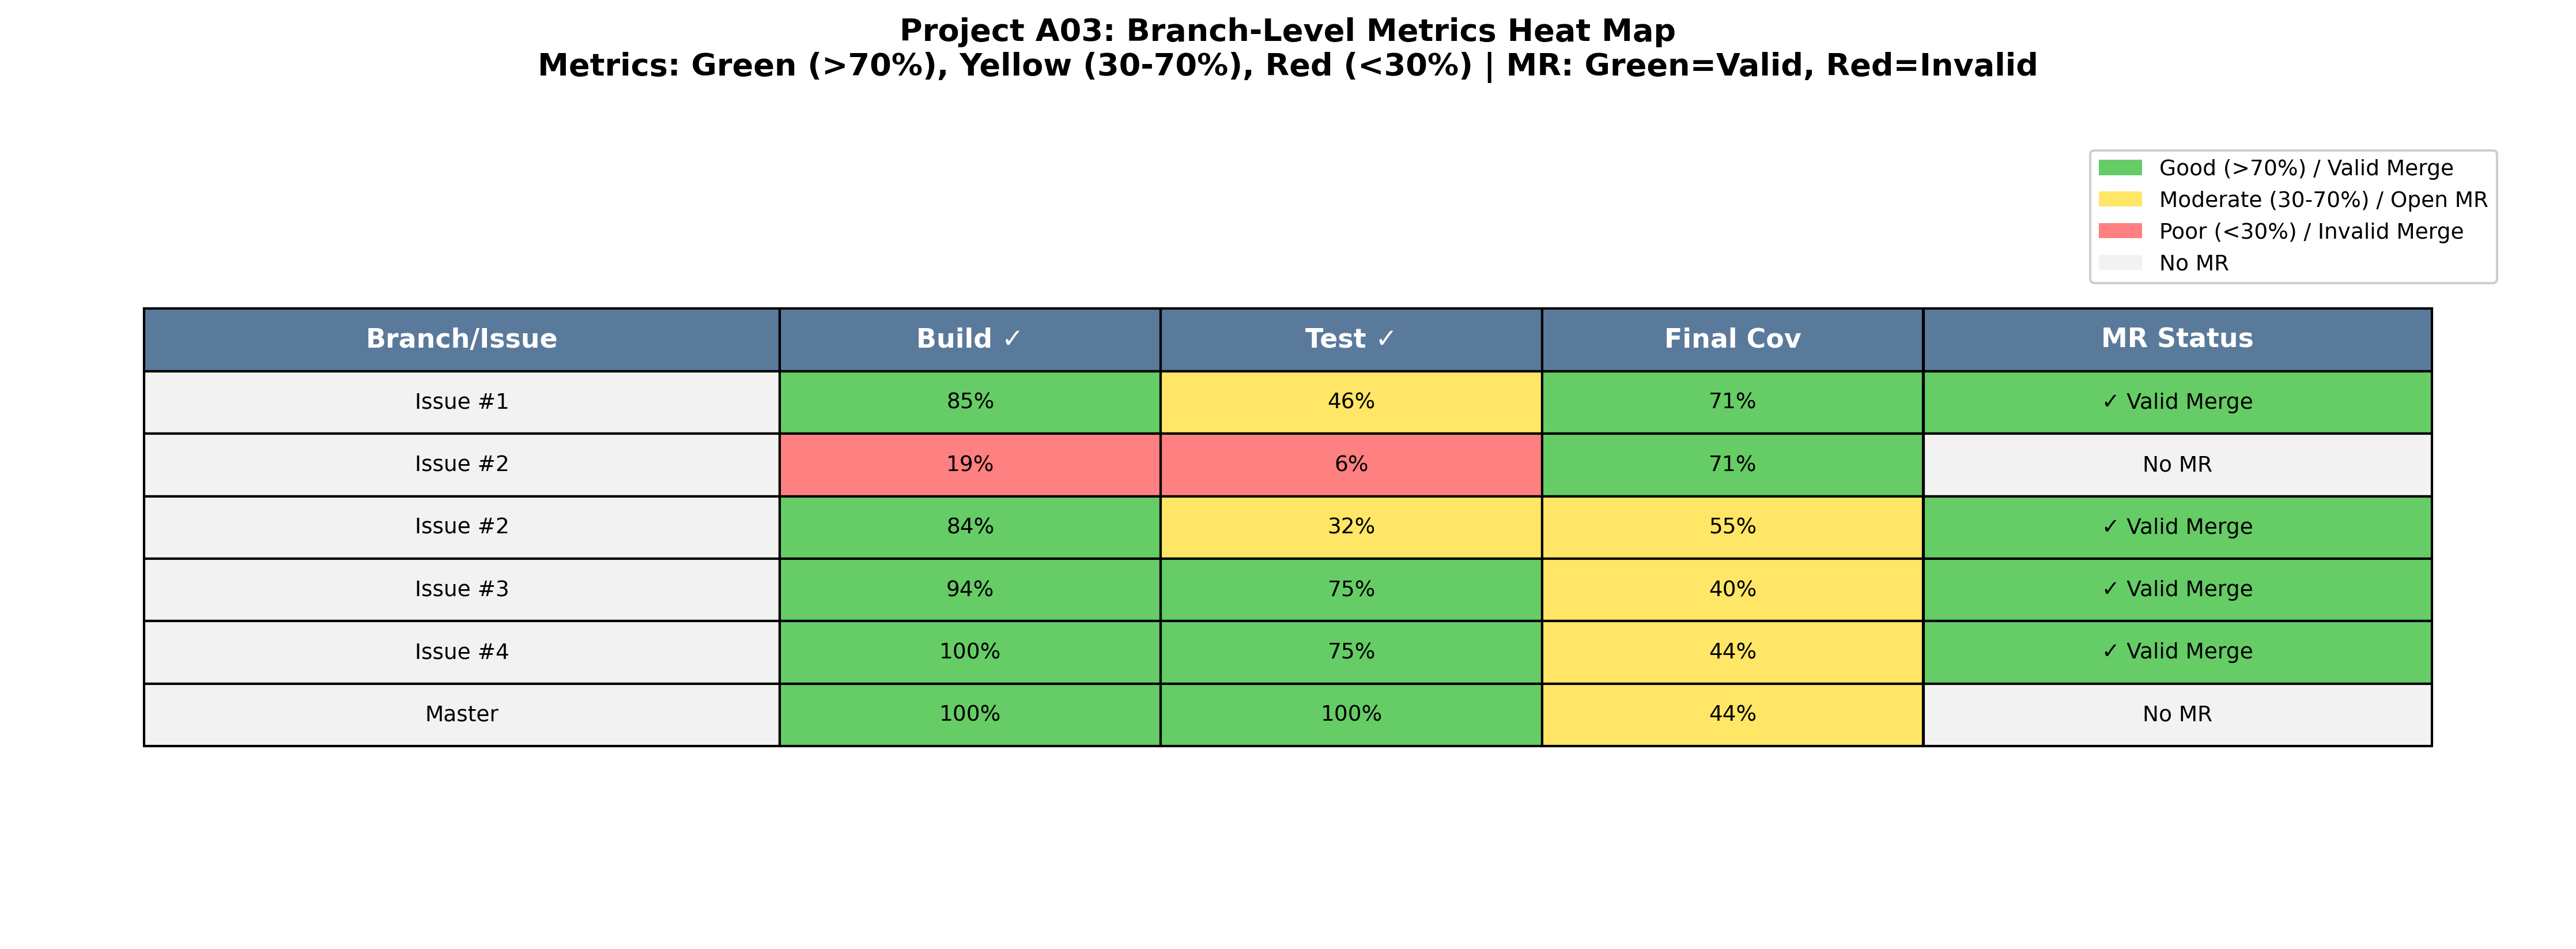 Project A03: Branch-Level Metrics Heat Map
Metrics: Green (>70%), Yellow (30-70%), Red (<30%) | MR: Green=Valid, Red=Invalid
Good (>70%) / Valid Merge
Moderate (30-70%) / Open MR
Poor (<30%) / Invalid Merge
No MR
Branch/Issue Build ✓ Test ✓ Final Cov MR Status
Issue #1 85% 46% 71% ✓ Valid Merge
Issue #2 19% 6% 71% No MR
Issue #2 84% 32% 55% ✓ Valid Merge
Issue #3 94% 75% 40% ✓ Valid Merge
Issue #4 100% 75% 44% ✓ Valid Merge
Master 100% 100% 44% No MR